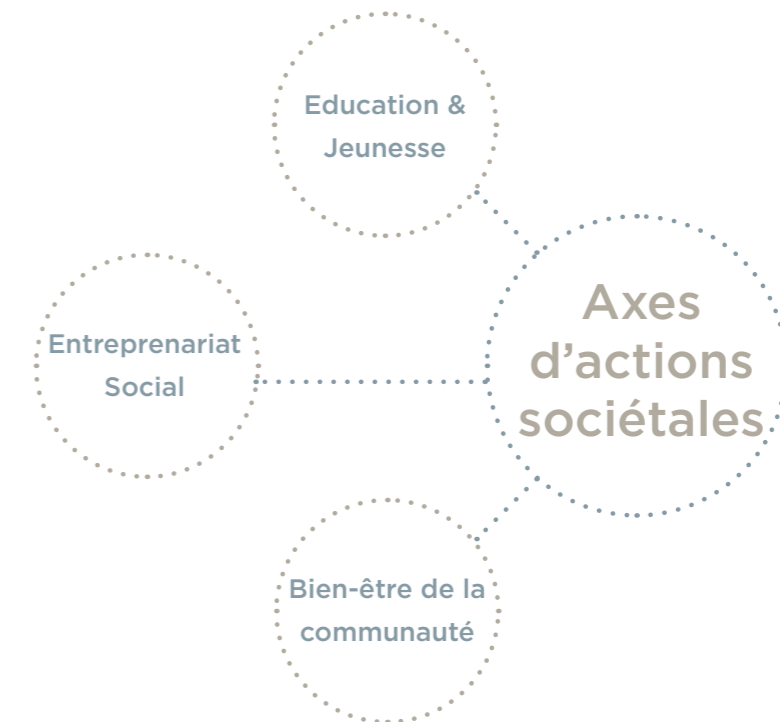 Education &
Jeunesse
Entreprenariat
Social
Axes
d’actions
sociétales
Bien-être de la
communauté